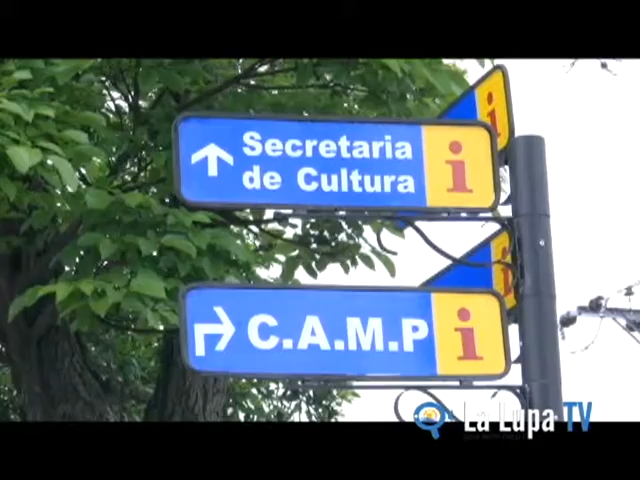 Secretaria
de Cultura
i
C.A.M.P
i
La Lupa TV